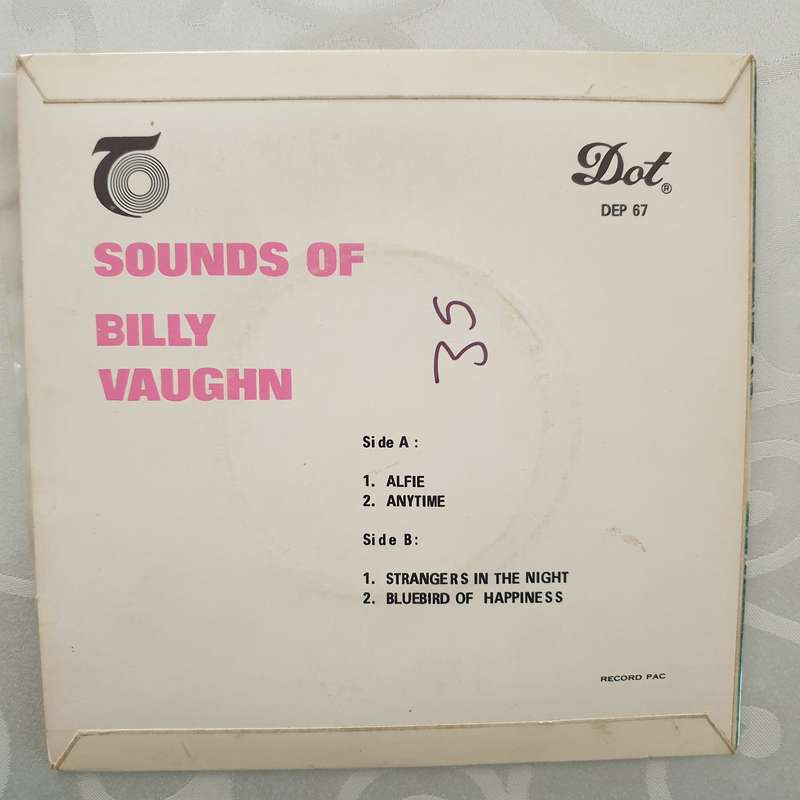 Dot®
DEP 67
SOUNDS OF
BILLY
VAUGHN
35
Side A:
1. ALFIE
2. ANYTIME
Side B:
1. STRANGERS IN THE NIGHT
2. BLUEBIRD OF HAPPINESS
RECORD PAC